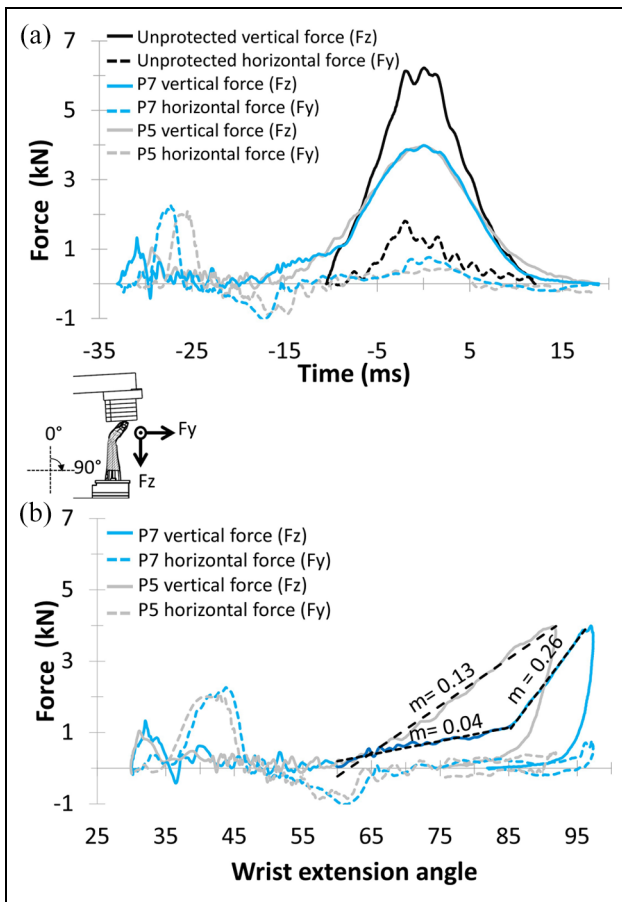 (a)
7
5
3
1
-1
Force (kN)
Unprotected vertical force (Fz)
Unprotected horizontal force (Fy)
P7 vertical force (Fz)
P7 horizontal force (Fy)
P5 vertical force (Fz)
P5 horizontal force (Fy)
-35 -25 -15 -5 5 15
Time (ms)
0°
90°
Fy
Fz
(b)
7
5
3
1
-1
Force (kN)
P7 vertical force (Fz)
P7 horizontal force (Fy)
P5 vertical force (Fz)
P5 horizontal force (Fy)
m= 0.13
m= 0.04
m= 0.26
25 35 45 55 65 75 85 95
Wrist extension angle